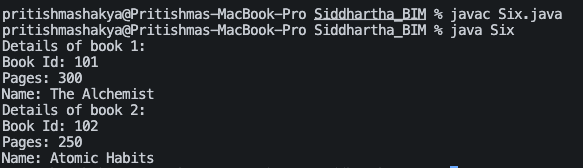 pritishmashakya@Pritishmas-MacBook-Pro Siddhartha_BIM % javac Six.java
pritishmashakya@Pritishmas-MacBook-Pro Siddhartha_BIM % java Six
Details of book 1:
Book Id: 101
Pages: 300
Name: The Alchemist
Details of book 2:
Book Id: 102
Pages: 250
Name: Atomic Habits